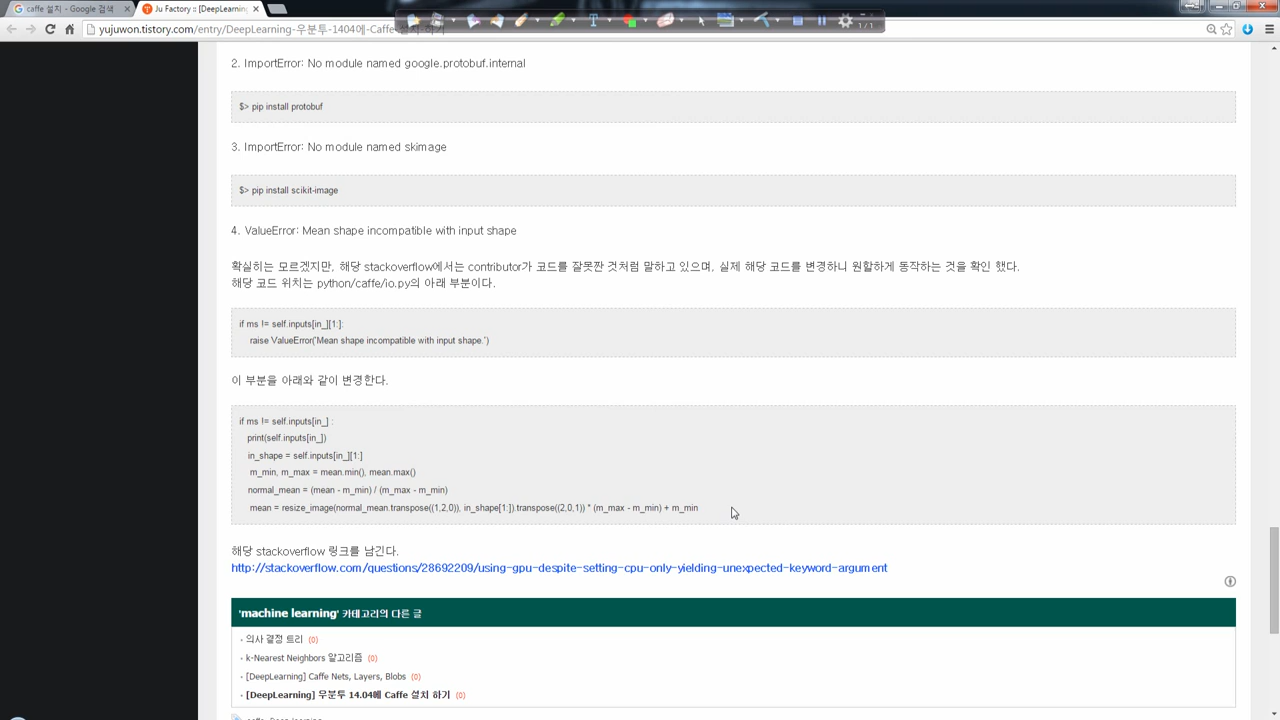 caffe 설치 - Google 검색
Ju Factory :: [DeepLearning]
yujuwon.tistory.com/entry/DeepLearning-우분투-1404에-Caffe-설치-하기
1/1
2. ImportError: No module named google.protobuf.internal
$> pip install protobuf
3. ImportError: No module named skimage
$> pip install scikit-image
4. ValueError: Mean shape incompatible with input shape
확실히는 모르겠지만, 해당 stackoverflow에서는 contributor가 코드를 잘못짠 것처럼 말하고 있으며, 실제 해당 코드를 변경하니 원할하게 동작하는 것을 확인 했다.
해당 코드 위치는 python/caffe/io.py의 아래 부분이다.
if ms != self.inputs[in_][1:]:
raise ValueError('Mean shape incompatible with input shape.')
이 부분을 아래와 같이 변경한다.
if ms != self.inputs[in_] :
print(self.inputs[in_])
in_shape = self.inputs[in_][1:]
m_min, m_max = mean.min(), mean.max()
normal_mean = (mean - m_min) / (m_max - m_min)
mean = resize_image(normal_mean.transpose((1,2,0)), in_shape[1:]).transpose((2,0,1)) * (m_max - m_min) + m_min
해당 stackoverflow 링크를 남긴다.
http://stackoverflow.com/questions/28692209/using-gpu-despite-setting-cpu-only-yielding-unexpected-keyword-argument
'machine learning' 카테고리의 다른 글
의사 결정 트리 (0)
k-Nearest Neighbors 알고리즘 (0)
[DeepLearning] Caffe Nets, Layers, Blobs (0)
[DeepLearning] 우분투 14.04에 Caffe 설치 하기 (0)